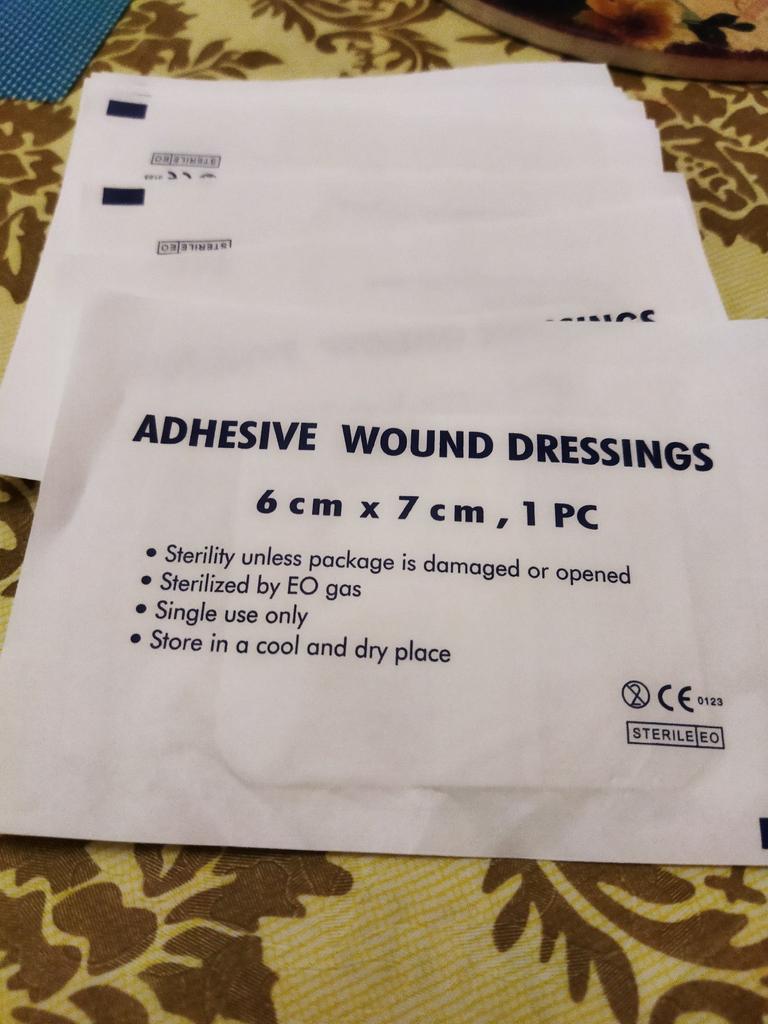 STERILE EO
STERILE EO
ADHESIVE WOUND DRESSINGS
6 cm x 7 cm, 1 PC
• Sterility unless package is damaged or opened
• Sterilized by EO gas
• Single use only
• Store in a cool and dry place
2 CE 0123
STERILE EO